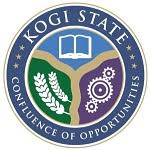 KOGI STATE
CONFLUENCE OF OPPORTUNITIES